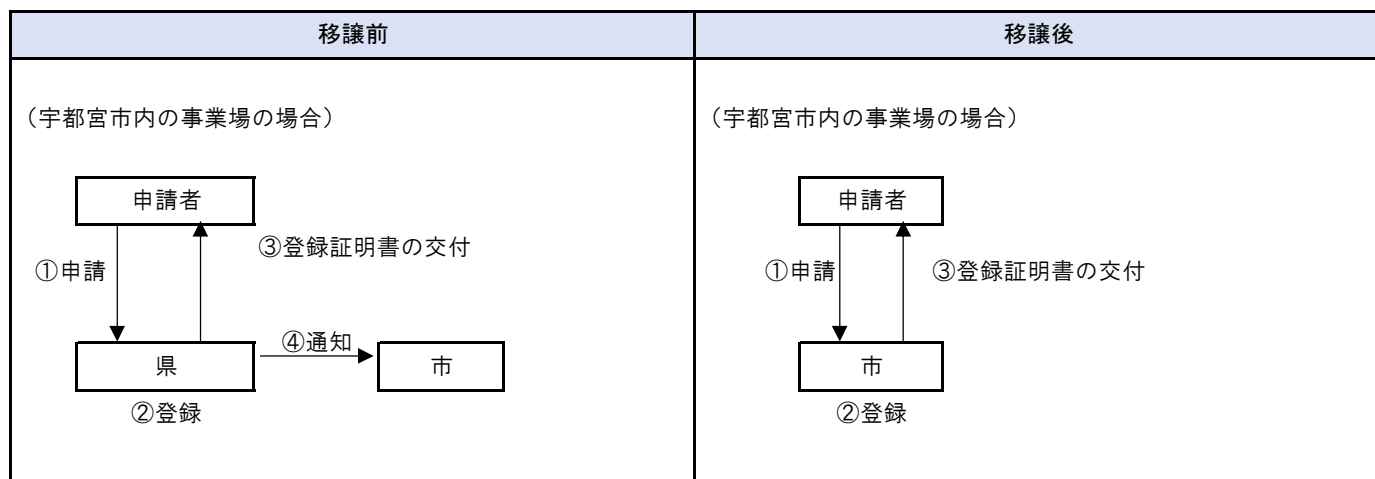 移譲前
移譲後
（宇都宮市内の事業場の場合）
申請者
③登録証明書の交付
①申請
④通知
県
市
②登録
（宇都宮市内の事業場の場合）
申請者
①申請
③登録証明書の交付
市
②登録